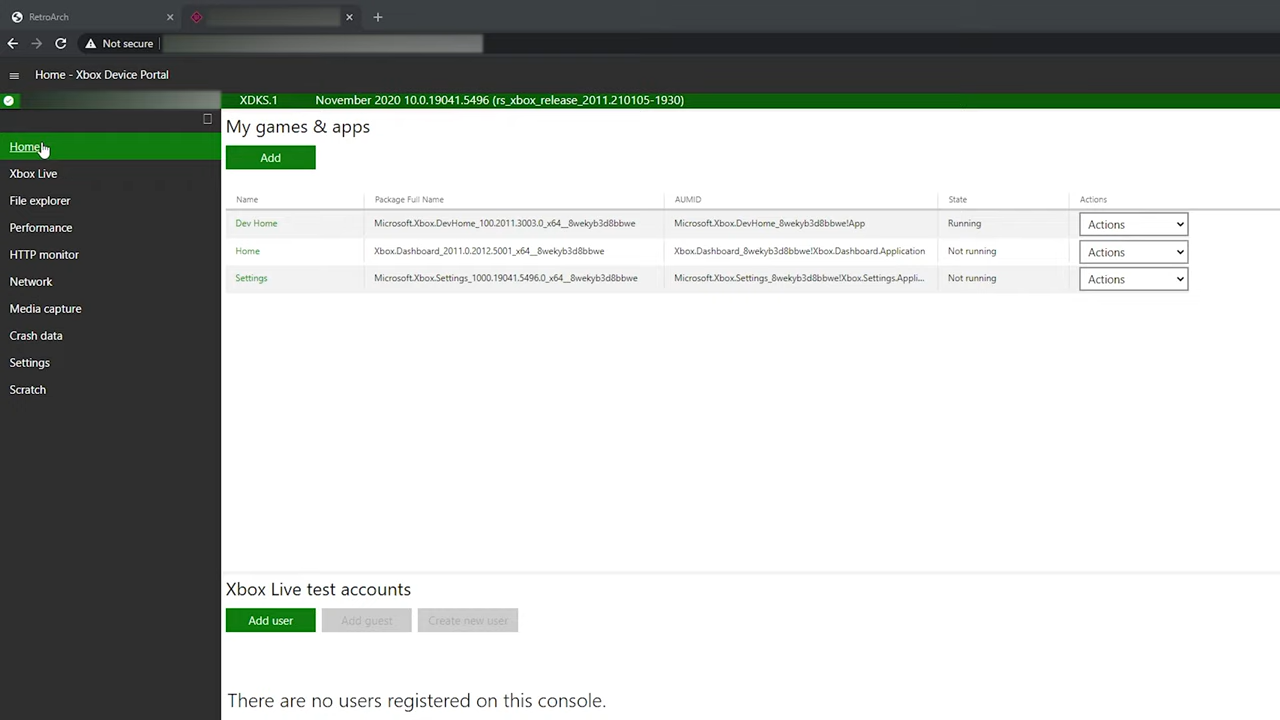 RetroArch
Not secure
Home - Xbox Device Portal
XDKS.1 November 2020 10.0.19041.5496 (rs_xbox_release_2011.210105-1930)
My games & apps
Home
Add
Xbox Live
File explorer
Performance
HTTP monitor
Network
Media capture
Crash data
Settings
Scratch
Name Package Full Name AUMID State Actions
Dev Home Microsoft.Xbox.DevHome_100.2011.3003.0_x64__8wekyb3d8bbwe Microsoft.Xbox.DevHome_8wekyb3d8bbwe!App Running Actions
Home Xbox.Dashboard_2011.0.2012.5001_x64__8wekyb3d8bbwe Xbox.Dashboard_8wekyb3d8bbwe!Xbox.Dashboard.Application Not running Actions
Settings Microsoft.Xbox.Settings_1000.19041.5496.0_x64__8wekyb3d8bbwe Microsoft.Xbox.Settings_8wekyb3d8bbwe!Xbox.Settings.Appli... Not running Actions
Xbox Live test accounts
Add user Add guest Create new user
There are no users registered on this console.